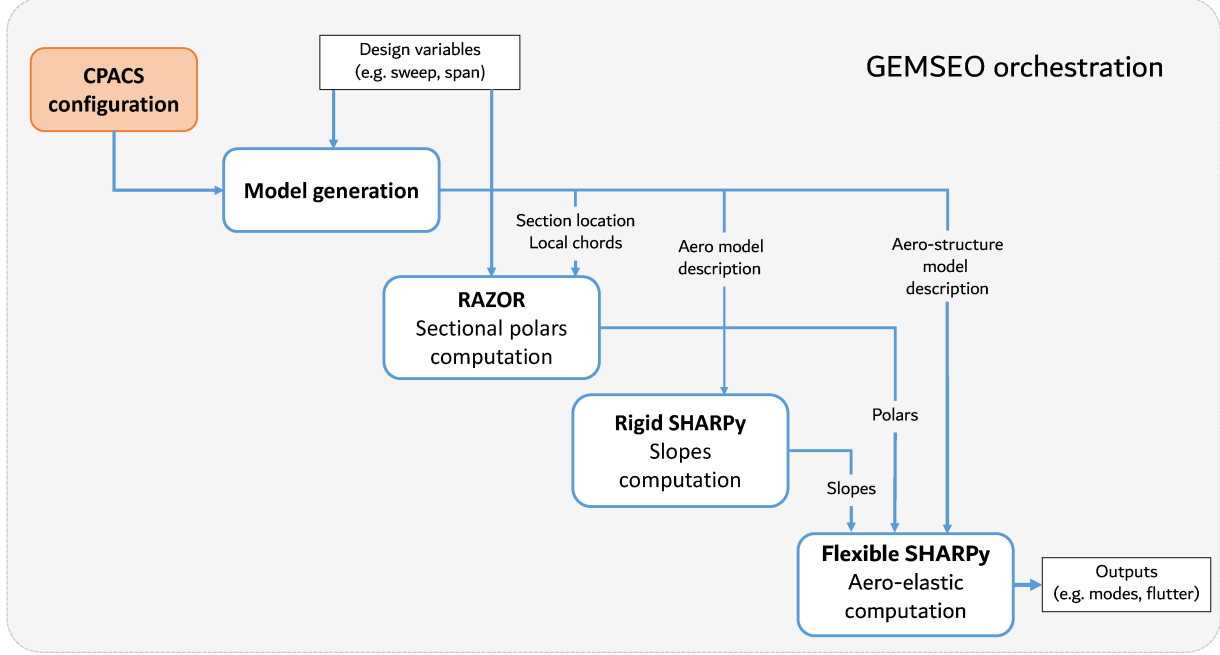 GEMSEO orchestration
Design variables
(e.g. sweep, span)
CPACS
configuration
Model generation
Section location
Local chords
Aero model
description
Aero-structure
model
description
RAZOR
Sectional polars
computation
Rigid SHARPy
Slopes
computation
Polars
Slopes
Flexible SHARPy
Aero-elastic
computation
Outputs
(e.g. modes, flutter)